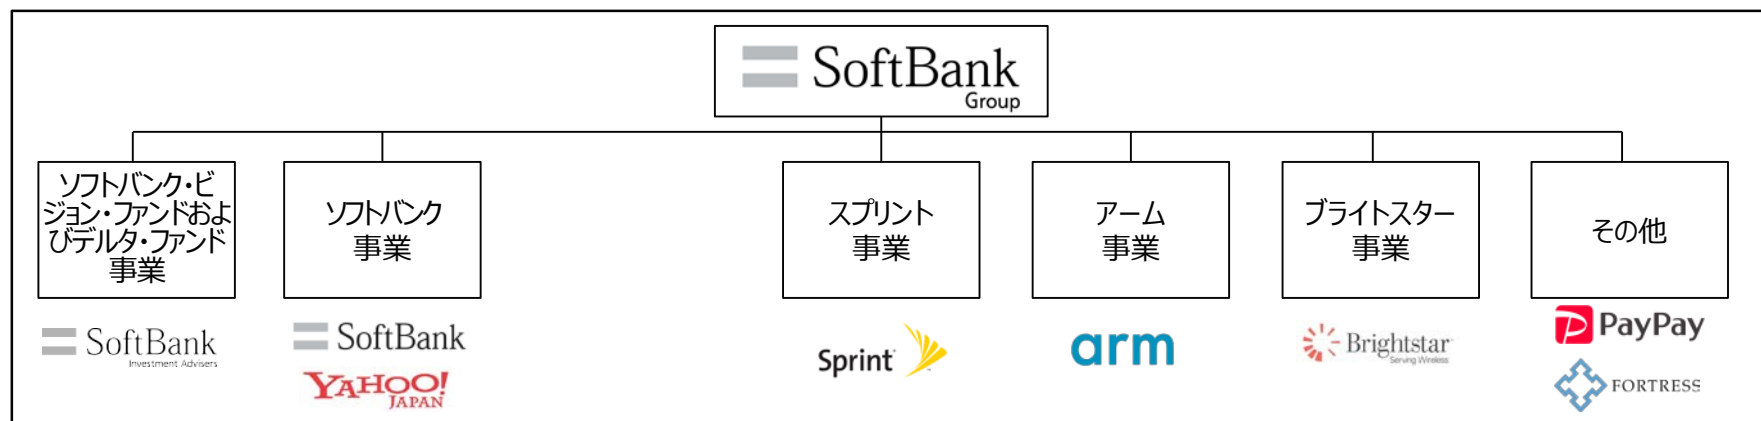 SoftBank
Group
ソフトバンク・ビ
ジョン・ファンドおよ
びデルタ・ファンド
事業
ソフトバンク
事業
スプリント
事業
アーム
事業
ブライトスター
事業
その他
SoftBank
Investment Advisers
SoftBank
YAHOO!
JAPAN
Sprint
arm
Brightstar
Serving Wireless
PayPay
FORTRESS